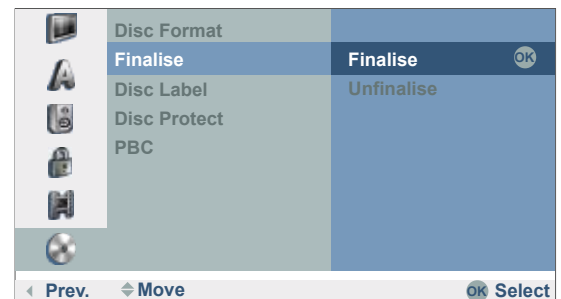 Disc Format
Finalise Finalise OK
Disc Label Unfinalise
Disc Protect
PBC
Prev. Move OK Select